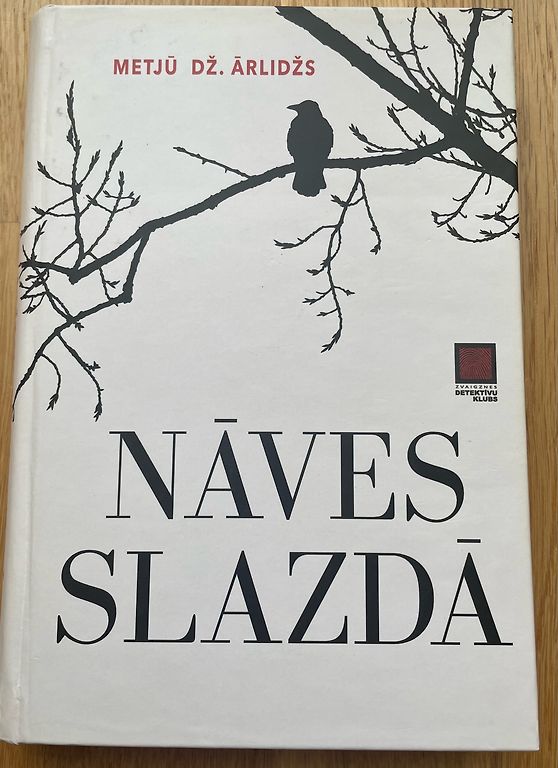 METJŪ DŽ. ĀRLIDŽS
ZVAIGZNES
DETEKTĪVU
KLUBS
NĀVES
SLAZDĀ